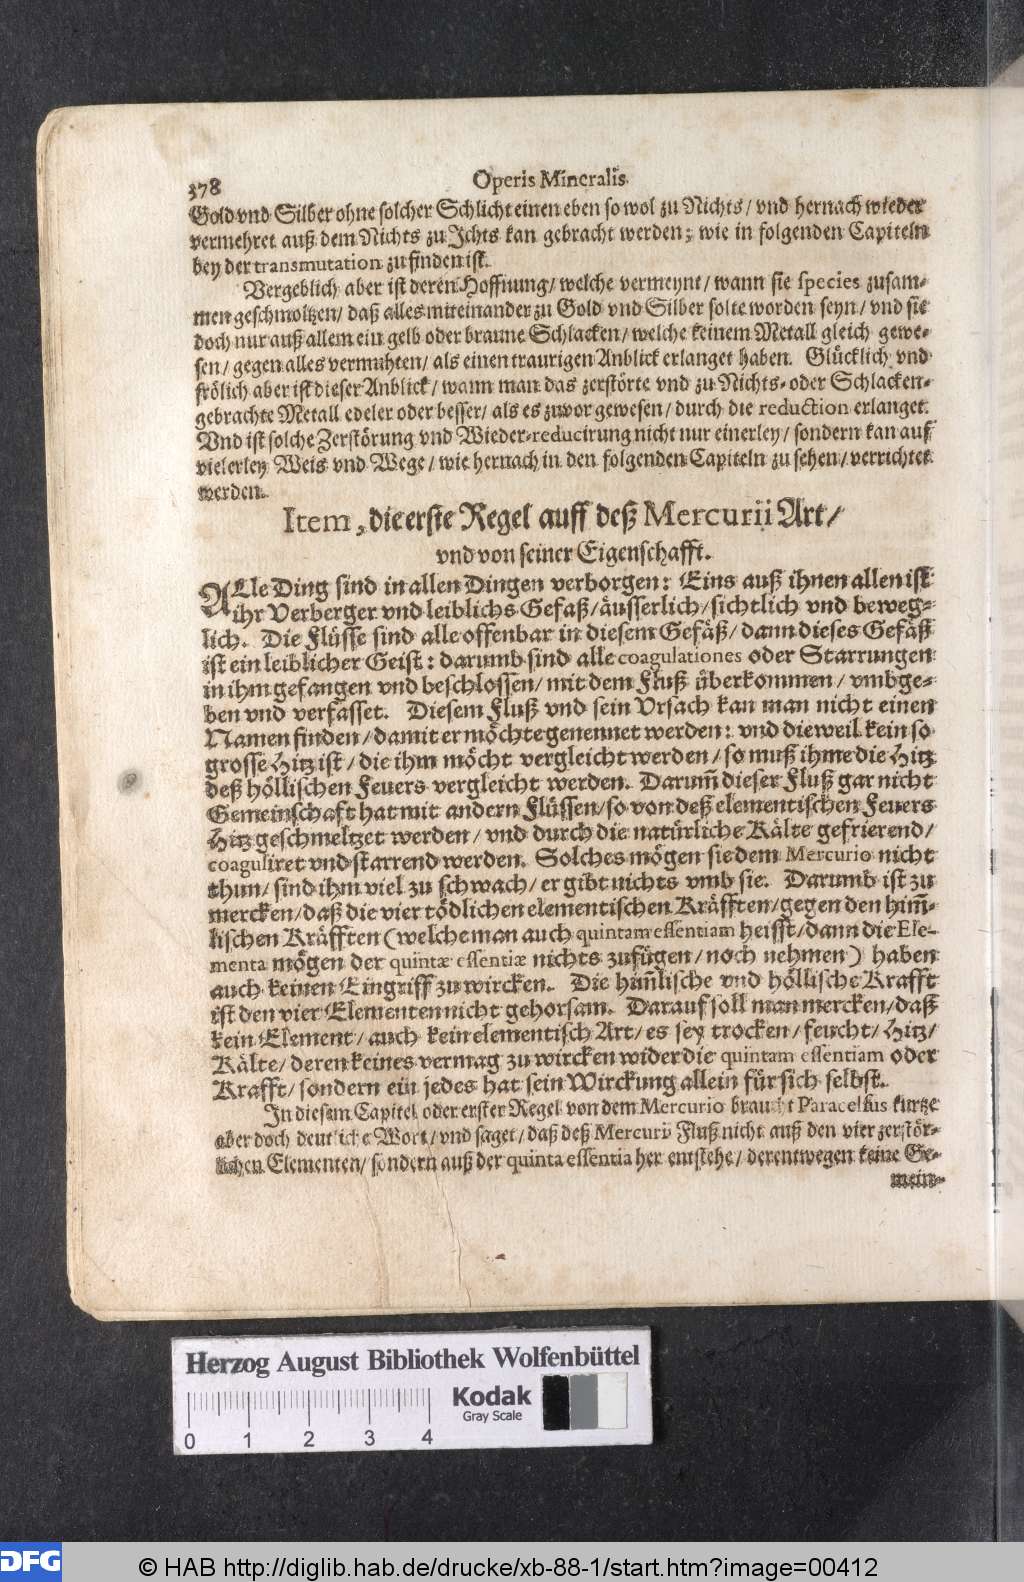 378 Operis Mineralis.
Gold vnd Silber ohne solcher Schlicht einen eben so wol zu Nichts / vnd hernach wieder
vermehret auß dem Nichts zu Ichts kan gebracht werden; wie in folgenden Capiteln
bey der transmutation zu finden ist.
Vergeblich aber ist deren Hoffnung / welche vermeynt / wann sie species zusam-
men geschmoltzen / daß alles miteinander zu Gold vnd Silber solte worden seyn / vnd sie
doch nur auß allem ein gelb oder braune Schlacken / welche keinem Metall gleich gewe-
sen / gegen alles vermuhten / als einen traurigen Anblick erlanget haben. Glücklich vnd
frölich aber ist dieser Anblick / wann man das zerstörte vnd zu Nichts- oder Schlacken-
gebrachte Metall edeler oder besser / als es zuvor gewesen / durch die reduction erlanget.
Vnd ist solche Zerstörung vnd Wieder-reducirung nicht nur einerley / sondern kan auf
vielerley Weis vnd Wege / wie hernach in den folgenden Capiteln zu sehen / verrichtet
werden.
Item, die erste Regel auff deß Mercurii Art /
vnd von seiner Eigenschafft.
ALle Ding sind in allen Dingen verborgen: Eins auß ihnen allen ist
ihr Verberger vnd leiblichs Gefäß / äusserlich / sichtlich vnd beweg-
lich. Die Flüsse sind alle offenbar in diesem Gefäß / dann dieses Gefäß
ist ein leiblicher Geist: darumb sind alle coagulationes oder Starrungen
in ihm gefangen vnd beschlossen / mit dem Fluß überkommen / vmbge-
ben vnd verfasset. Diesem Fluß vnd sein Vrsach kan man nicht einen
Namen finden / damit er möchte genennet werden: vnd dieweil kein so
grosse Hitz ist / die ihm möcht vergleicht werden / so muß ihme die Hitz
deß höllischen Feuers vergleicht werden. Darum̃ dieser Fluß gar nicht
Gemeinschaft hat mit andern Flüssen / so von deß elementischen Feuers
Hitz geschmeltzet werden / vnd durch die natürliche Kälte gefrierend /
coaguliret vnd starrend werden. Solches mögen sie dem Mercurio nicht
thun / sind ihm viel zu schwach / er gibt nichts vmb sie. Darumb ist zu
mercken / daß die vier tödlichen elementischen Kräfften / gegen den him̃-
lischen Kräfften (welche man auch quintam essentiam heisst / dann die Ele-
menta mögen der quintæ essentiæ nichts zufügen / noch nehmen) haben
auch keinen Eingriff zu wircken. Die him̃lische vnd höllische Krafft
ist den vier Elementen nicht gehorsam. Darauf soll man mercken / daß
kein Element / auch kein elementisch Art / es sey trocken / feucht / Hitz /
Kälte / deren keines vermag zu wircken wider die quintam essentiam oder
Krafft / sondern ein jedes hat sein Wirckung allein für sich selbst.
In diesem Capitel oder erster Regel von dem Mercurio braucht Paracelsus kurtze
aber doch deutliche Wort / vnd saget / daß deß Mercurii Fluß nicht auß den vier zerstör-
lichen Elementen / sondern auß der quinta essentia her entstehe / derentwegen keine Ge-
mein-
Herzog August Bibliothek Wolfenbüttel
0 1 2 3 4
Kodak
Gray Scale
DFG
© HAB http://diglib.hab.de/drucke/xb-88-1/start.htm?image=00412